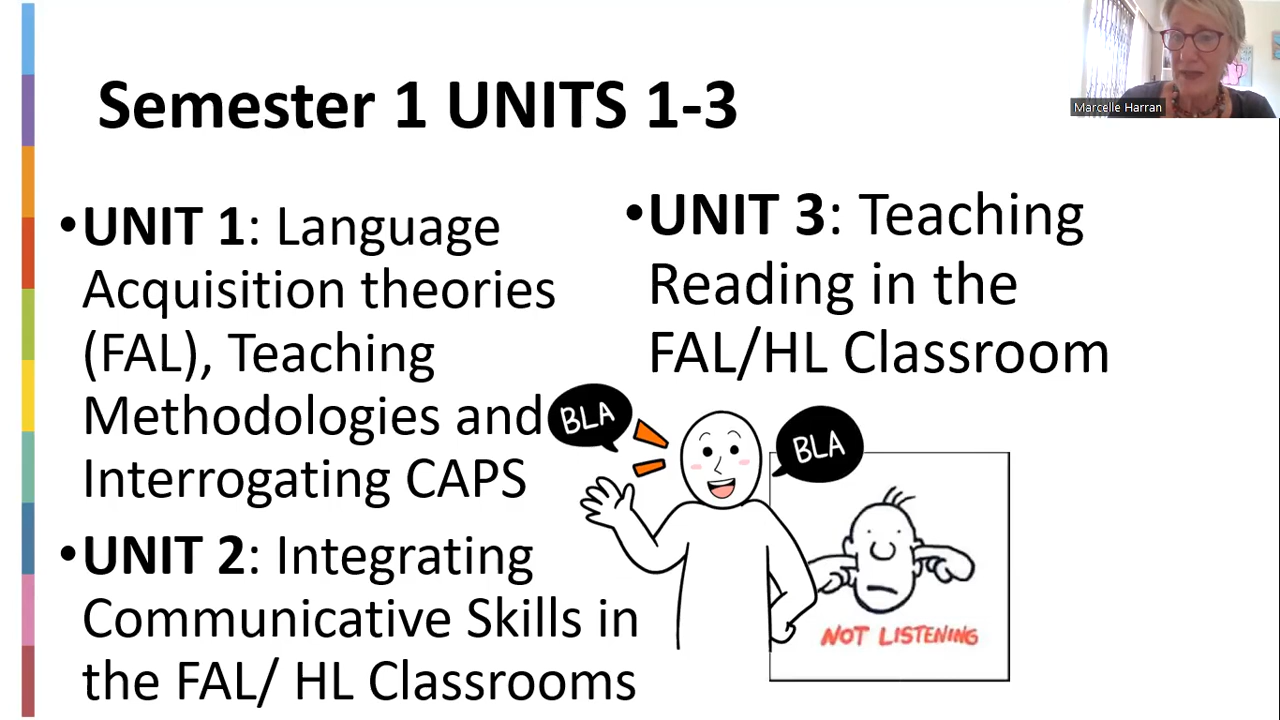 Marcelle Harran
Semester 1 UNITS 1-3
•UNIT 1: Language
Acquisition theories
(FAL), Teaching
Methodologies and
Interrogating CAPS
•UNIT 2: Integrating
Communicative Skills in
the FAL/ HL Classrooms
•UNIT 3: Teaching
Reading in the
FAL/HL Classroom
BLA
BLA
NOT LISTENING